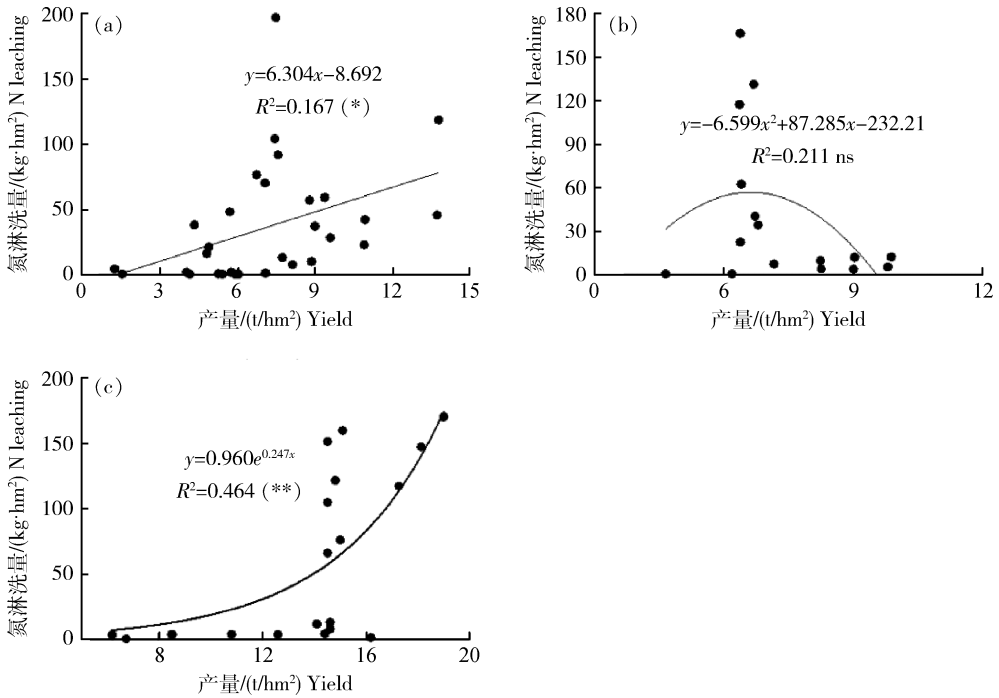 (a)
氮淋洗量/(kg·hm²) N leaching
200
150
100
50
0
y=6.304x−8.692
R²=0.167 (*)
0 3 6 9 12 15
产量/(t/hm²) Yield
(b)
氮淋洗量/(kg·hm²) N leaching
180
150
120
90
60
30
0
y=−6.599x²+87.285x−232.21
R²=0.211 ns
0 3 6 9 12
产量/(t/hm²) Yield
(c)
氮淋洗量/(kg·hm²) N leaching
200
150
100
50
0
y=0.960e^0.247x
R²=0.464 (**)
8 12 16 20
产量/(t/hm²) Yield